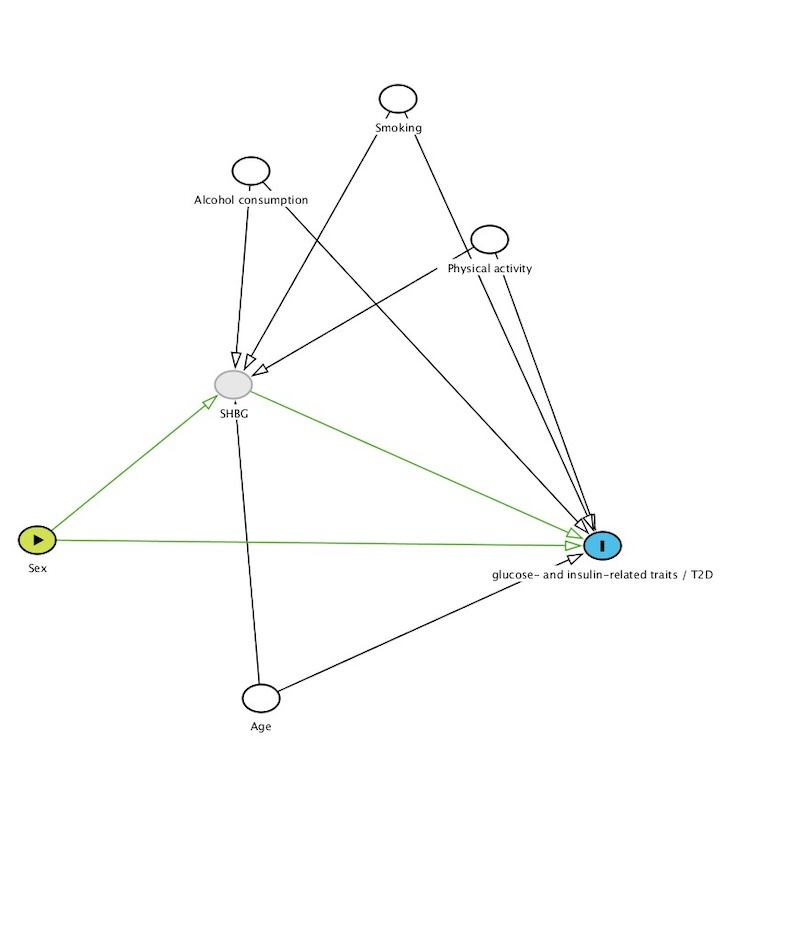 Smoking
Alcohol consumption
Physical activity
SHBG
Sex
glucose- and insulin-related traits / T2D
Age